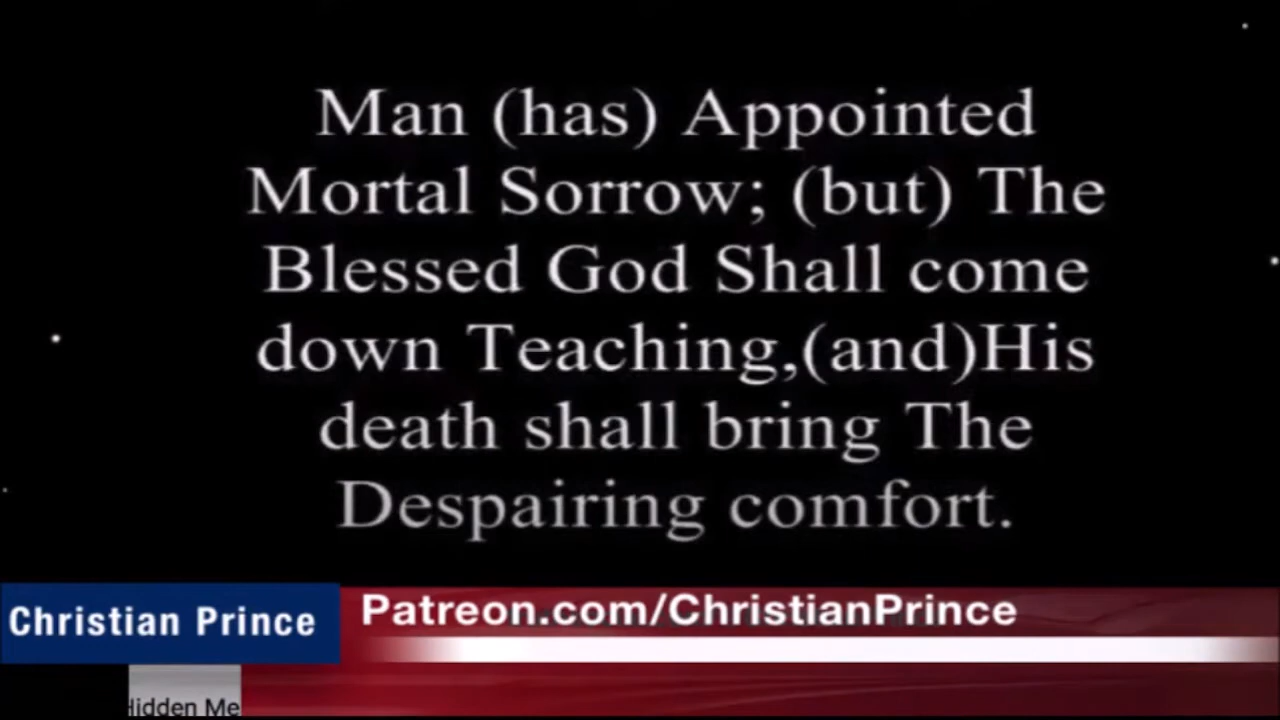 Man (has) Appointed
Mortal Sorrow; (but) The
Blessed God Shall come
down Teaching,(and)His
death shall bring The
Despairing comfort.
Christian Prince
Patreon.com/ChristianPrince
Hidden Me